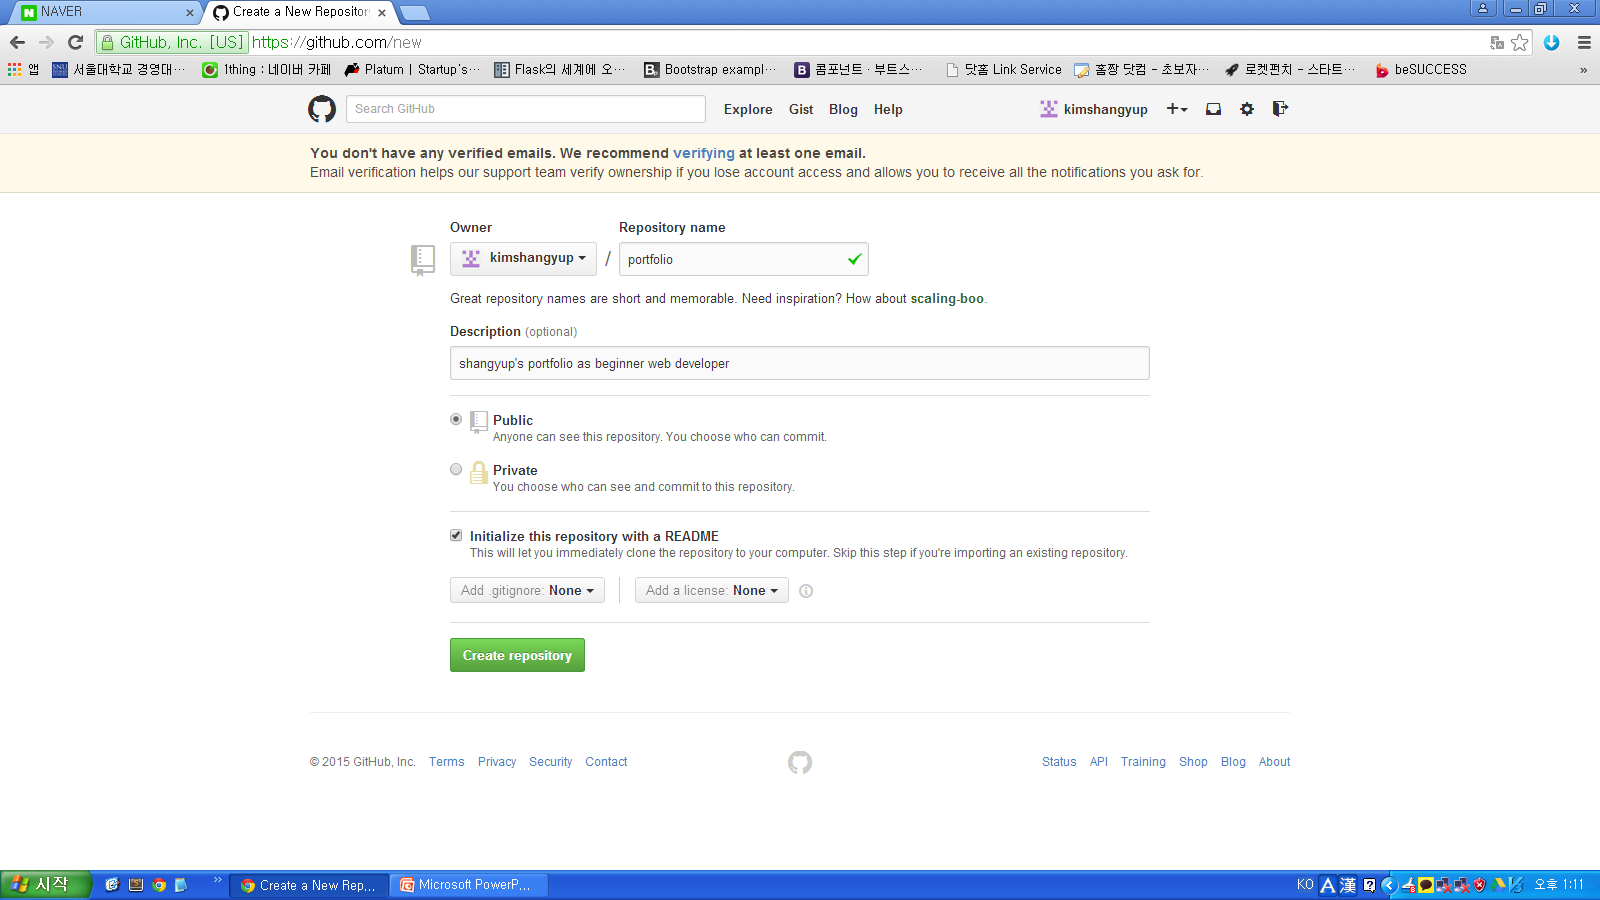 NAVER
Create a New Repository
GitHub, Inc. [US] https://github.com/new
앱 서울대학교 경영대… 1thing : 네이버 카페 Platum | Startup's… Flask의 세계에 오… Bootstrap exampl… 콤포넌트 · 부트스… 닷홈 Link Service 홈짱 닷컴 - 초보자… 로켓펀치 - 스타트… beSUCCESS »
Search GitHub Explore Gist Blog Help kimshangyup
You don't have any verified emails. We recommend verifying at least one email.
Email verification helps our support team verify ownership if you lose account access and allows you to receive all the notifications you ask for.
Owner Repository name
kimshangyup / portfolio
Great repository names are short and memorable. Need inspiration? How about scaling-boo.
Description (optional)
shangyup's portfolio as beginner web developer
Public
Anyone can see this repository. You choose who can commit.
Private
You choose who can see and commit to this repository.
Initialize this repository with a README
This will let you immediately clone the repository to your computer. Skip this step if you're importing an existing repository.
Add .gitignore: None Add a license: None
Create repository
© 2015 GitHub, Inc. Terms Privacy Security Contact Status API Training Shop Blog About
시작 » Create a New Rep... Microsoft PowerP... KO A 漢 오후 1:11